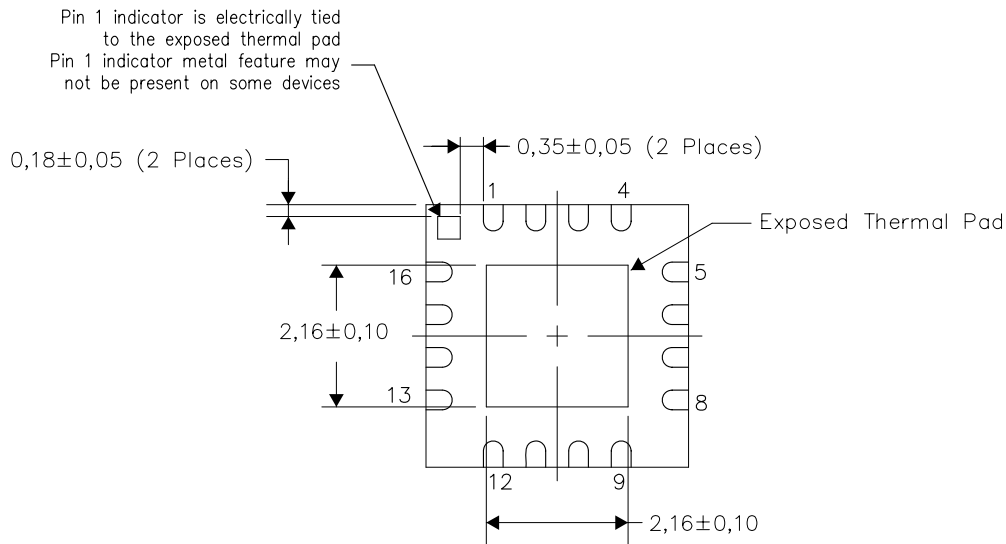 Pin 1 indicator is electrically tied
to the exposed thermal pad
Pin 1 indicator metal feature may
not be present on some devices
0,18±0,05 (2 Places)
0,35±0,05 (2 Places)
1
4
Exposed Thermal Pad
16
5
2,16±0,10
13
8
12
9
2,16±0,10